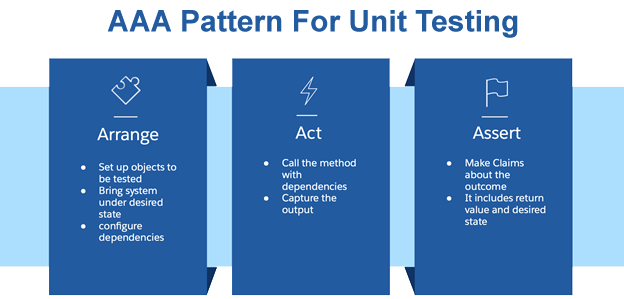 AAA Pattern For Unit Testing
Arrange
● Set up objects to
be tested
● Bring system
under desired
state
● configure
dependencies
Act
● Call the method
with
dependencies
● Capture the
output
Assert
● Make Claims
about the
outcome
● It includes return
value and desired
state